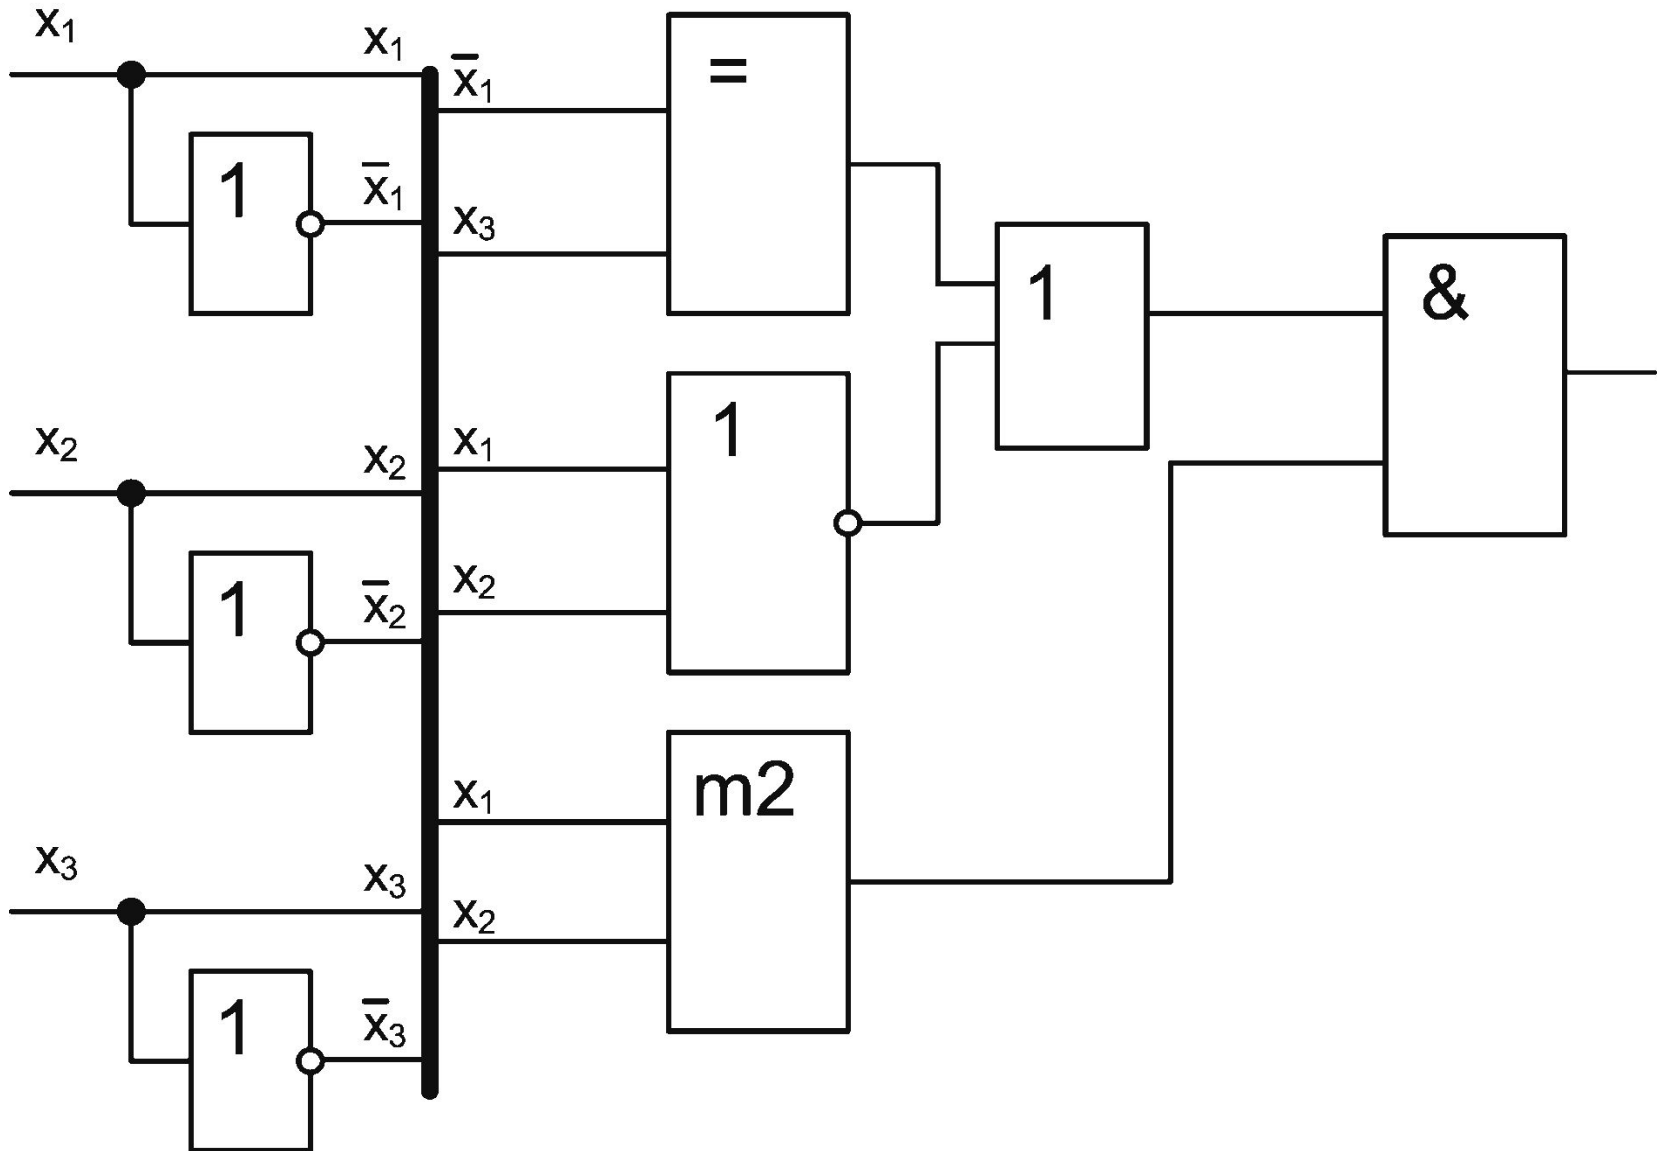 x₁
x₁
x̅₁
=
1
x̅₁
x₃
1
&
x₂
x₂
x₁
1
1
x̅₂
x₂
x₃
x₃
x₁
m2
1
x̅₃
x₂